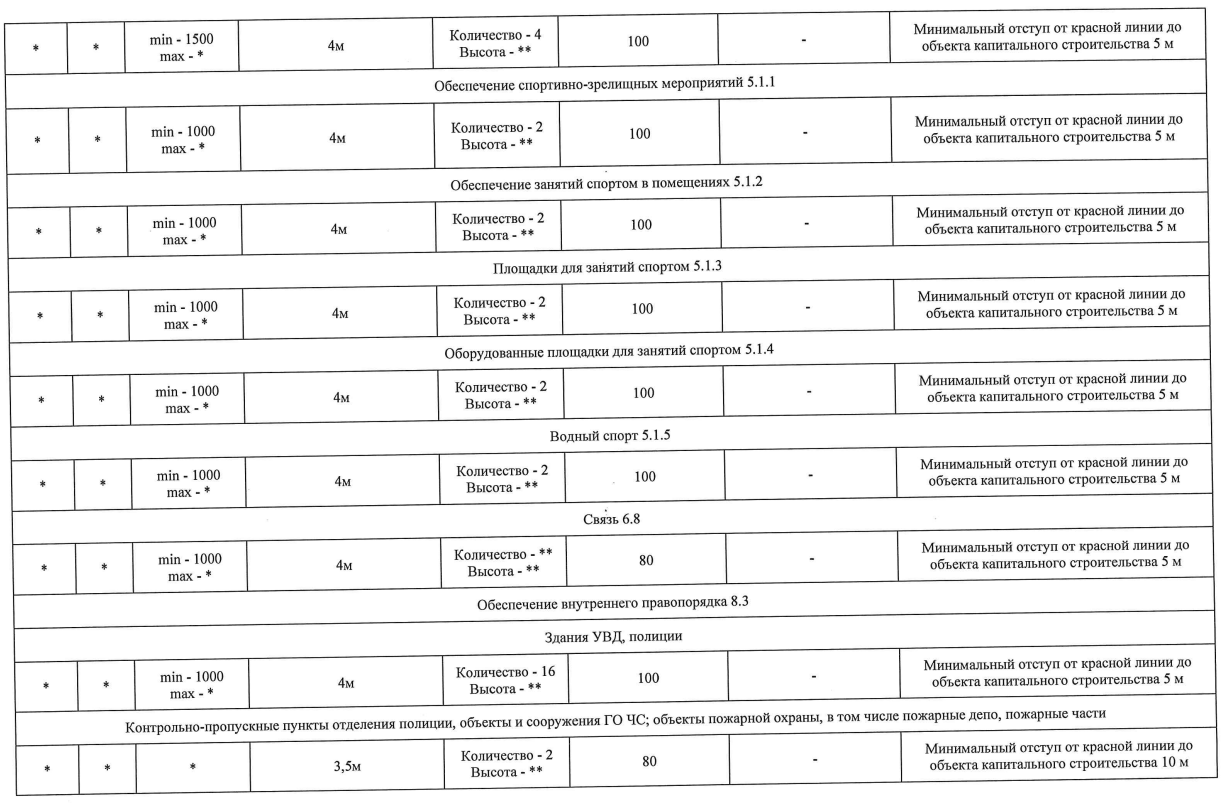 * * min - 1500 4м Количество - 4 100 - Минимальный отступ от красной линии до
max - * Высота - ** объекта капитального строительства 5 м
Обеспечение спортивно-зрелищных мероприятий 5.1.1
* * min - 1000 4м Количество - 2 100 - Минимальный отступ от красной линии до
max - * Высота - ** объекта капитального строительства 5 м
Обеспечение занятий спортом в помещениях 5.1.2
* * min - 1000 4м Количество - 2 100 - Минимальный отступ от красной линии до
max - * Высота - ** объекта капитального строительства 5 м
Площадки для занятий спортом 5.1.3
* * min - 1000 4м Количество - 2 100 - Минимальный отступ от красной линии до
max - * Высота - ** объекта капитального строительства 5 м
Оборудованные площадки для занятий спортом 5.1.4
* * min - 1000 4м Количество - 2 100 - Минимальный отступ от красной линии до
max - * Высота - ** объекта капитального строительства 5 м
Водный спорт 5.1.5
* * min - 1000 4м Количество - 2 100 - Минимальный отступ от красной линии до
max - * Высота - ** объекта капитального строительства 5 м
Связь 6.8
* * min - 1000 4м Количество - ** 80 - Минимальный отступ от красной линии до
max - * Высота - ** объекта капитального строительства 5 м
Обеспечение внутреннего правопорядка 8.3
Здания УВД, полиции
* * min - 1000 4м Количество - 16 100 - Минимальный отступ от красной линии до
max - * Высота - ** объекта капитального строительства 5 м
Контрольно-пропускные пункты отделения полиции, объекты и сооружения ГО ЧС; объекты пожарной охраны, в том числе пожарные депо, пожарные части
* * * 3,5м Количество - 2 80 - Минимальный отступ от красной линии до
Высота - ** объекта капитального строительства 10 м